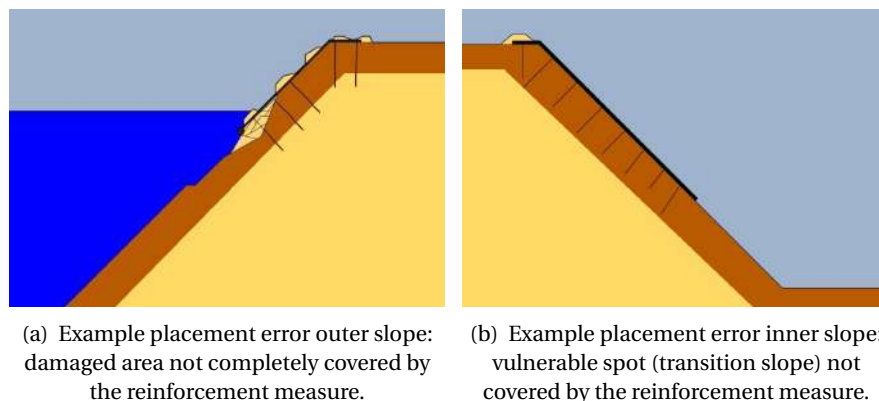 (a) Example placement error outer slope:
damaged area not completely covered by
the reinforcement measure.
(b) Example placement error inner slope:
vulnerable spot (transition slope) not
covered by the reinforcement measure.